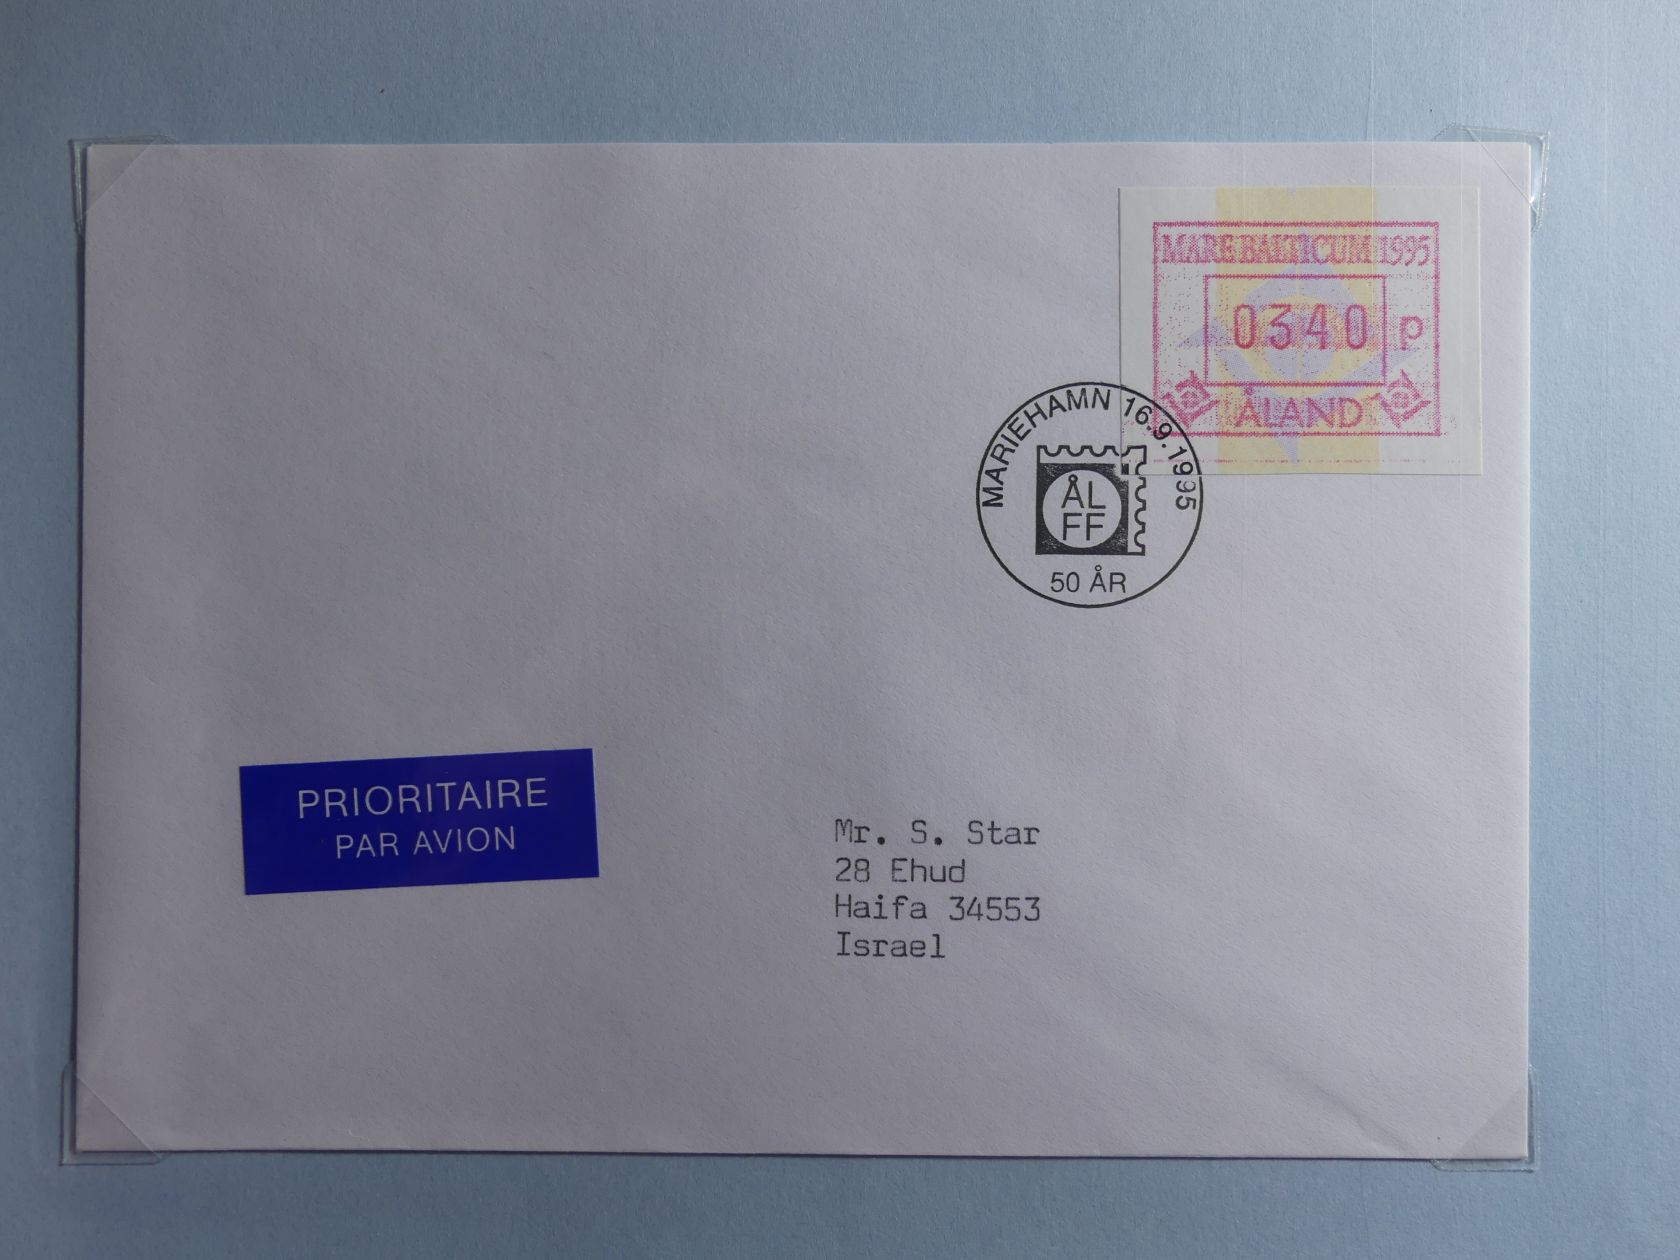 MARE BALTICUM 1995
0340 P
ÅLAND
MARIEHAMN 16.9.1995
ÅL
FF
50 ÅR
PRIORITAIRE
PAR AVION
Mr. S. Star
28 Ehud
Haifa 34553
Israel